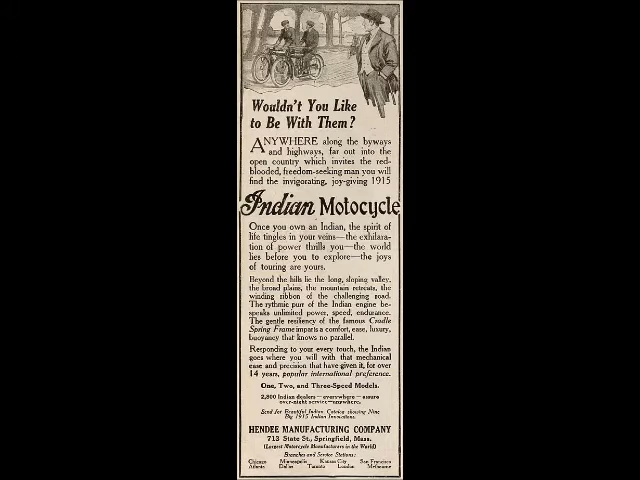 Wouldn't You Like
to Be With Them?
ANYWHERE along the byways
and highways, far out into the
open country which invites the red-
blooded, freedom-seeking man you will
find the invigorating, joy-giving 1915
Indian Motocycle
Once you own an Indian, the spirit of
life tingles in your veins—the exhilara-
tion of power thrills you—the world
lies before you to explore—the joys
of touring are yours.
Beyond the hills lie the long, sloping valley,
the broad plains, the mountain retreats, the
winding ribbon of the challenging road.
The rythmic purr of the Indian engine be-
speaks unlimited power, speed, endurance.
The gentle resiliency of the famous Cradle
Spring Frame imparts a comfort, ease, luxury,
buoyancy that knows no parallel.
Responding to your every touch, the Indian
goes where you will with that mechanical
ease and precision that have given it, for over
14 years, popular international preference.
One, Two, and Three-Speed Models.
2,800 Indian dealers—everywhere—assure
over-night service—anywhere.
Send for Beautiful Indian Catalog showing Nine
Big 1915 Indian Innovations.
HENDEE MANUFACTURING COMPANY
713 State St., Springfield, Mass.
(Largest Motorcycle Manufacturers in the World)
Branches and Service Stations:
Chicago Minneapolis Kansas City San Francisco
Atlanta Dallas Toronto London Melbourne